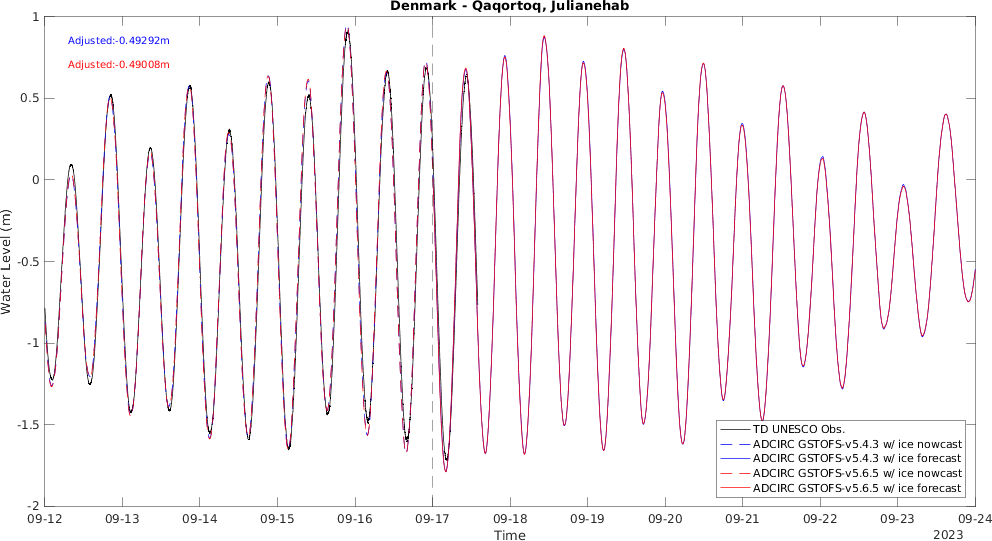 Denmark - Qaqortoq, Julianehab
Adjusted:-0.49292m
Adjusted:-0.49008m
Water Level (m)
1
0.5
0
-0.5
-1
-1.5
-2
TD UNESCO Obs.
ADCIRC GSTOFS-v5.4.3 w/ ice nowcast
ADCIRC GSTOFS-v5.4.3 w/ ice forecast
ADCIRC GSTOFS-v5.6.5 w/ ice nowcast
ADCIRC GSTOFS-v5.6.5 w/ ice forecast
09-12 09-13 09-14 09-15 09-16 09-17 09-18 09-19 09-20 09-21 09-22 09-23 09-24
Time
2023